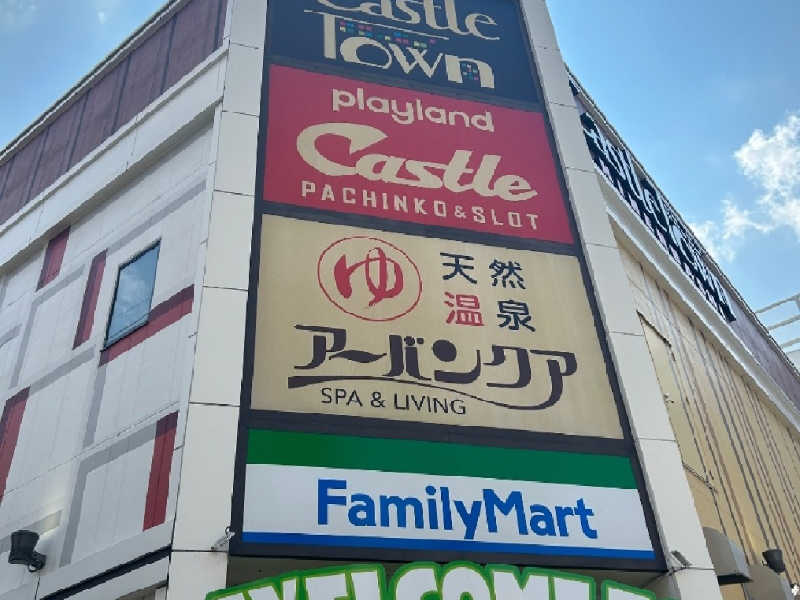 Castle
Town
playland
Castle
PACHINKO & SLOT
ゆ
天然
温泉
アーバンクア
SPA & LIVING
FamilyMart
WELCOME